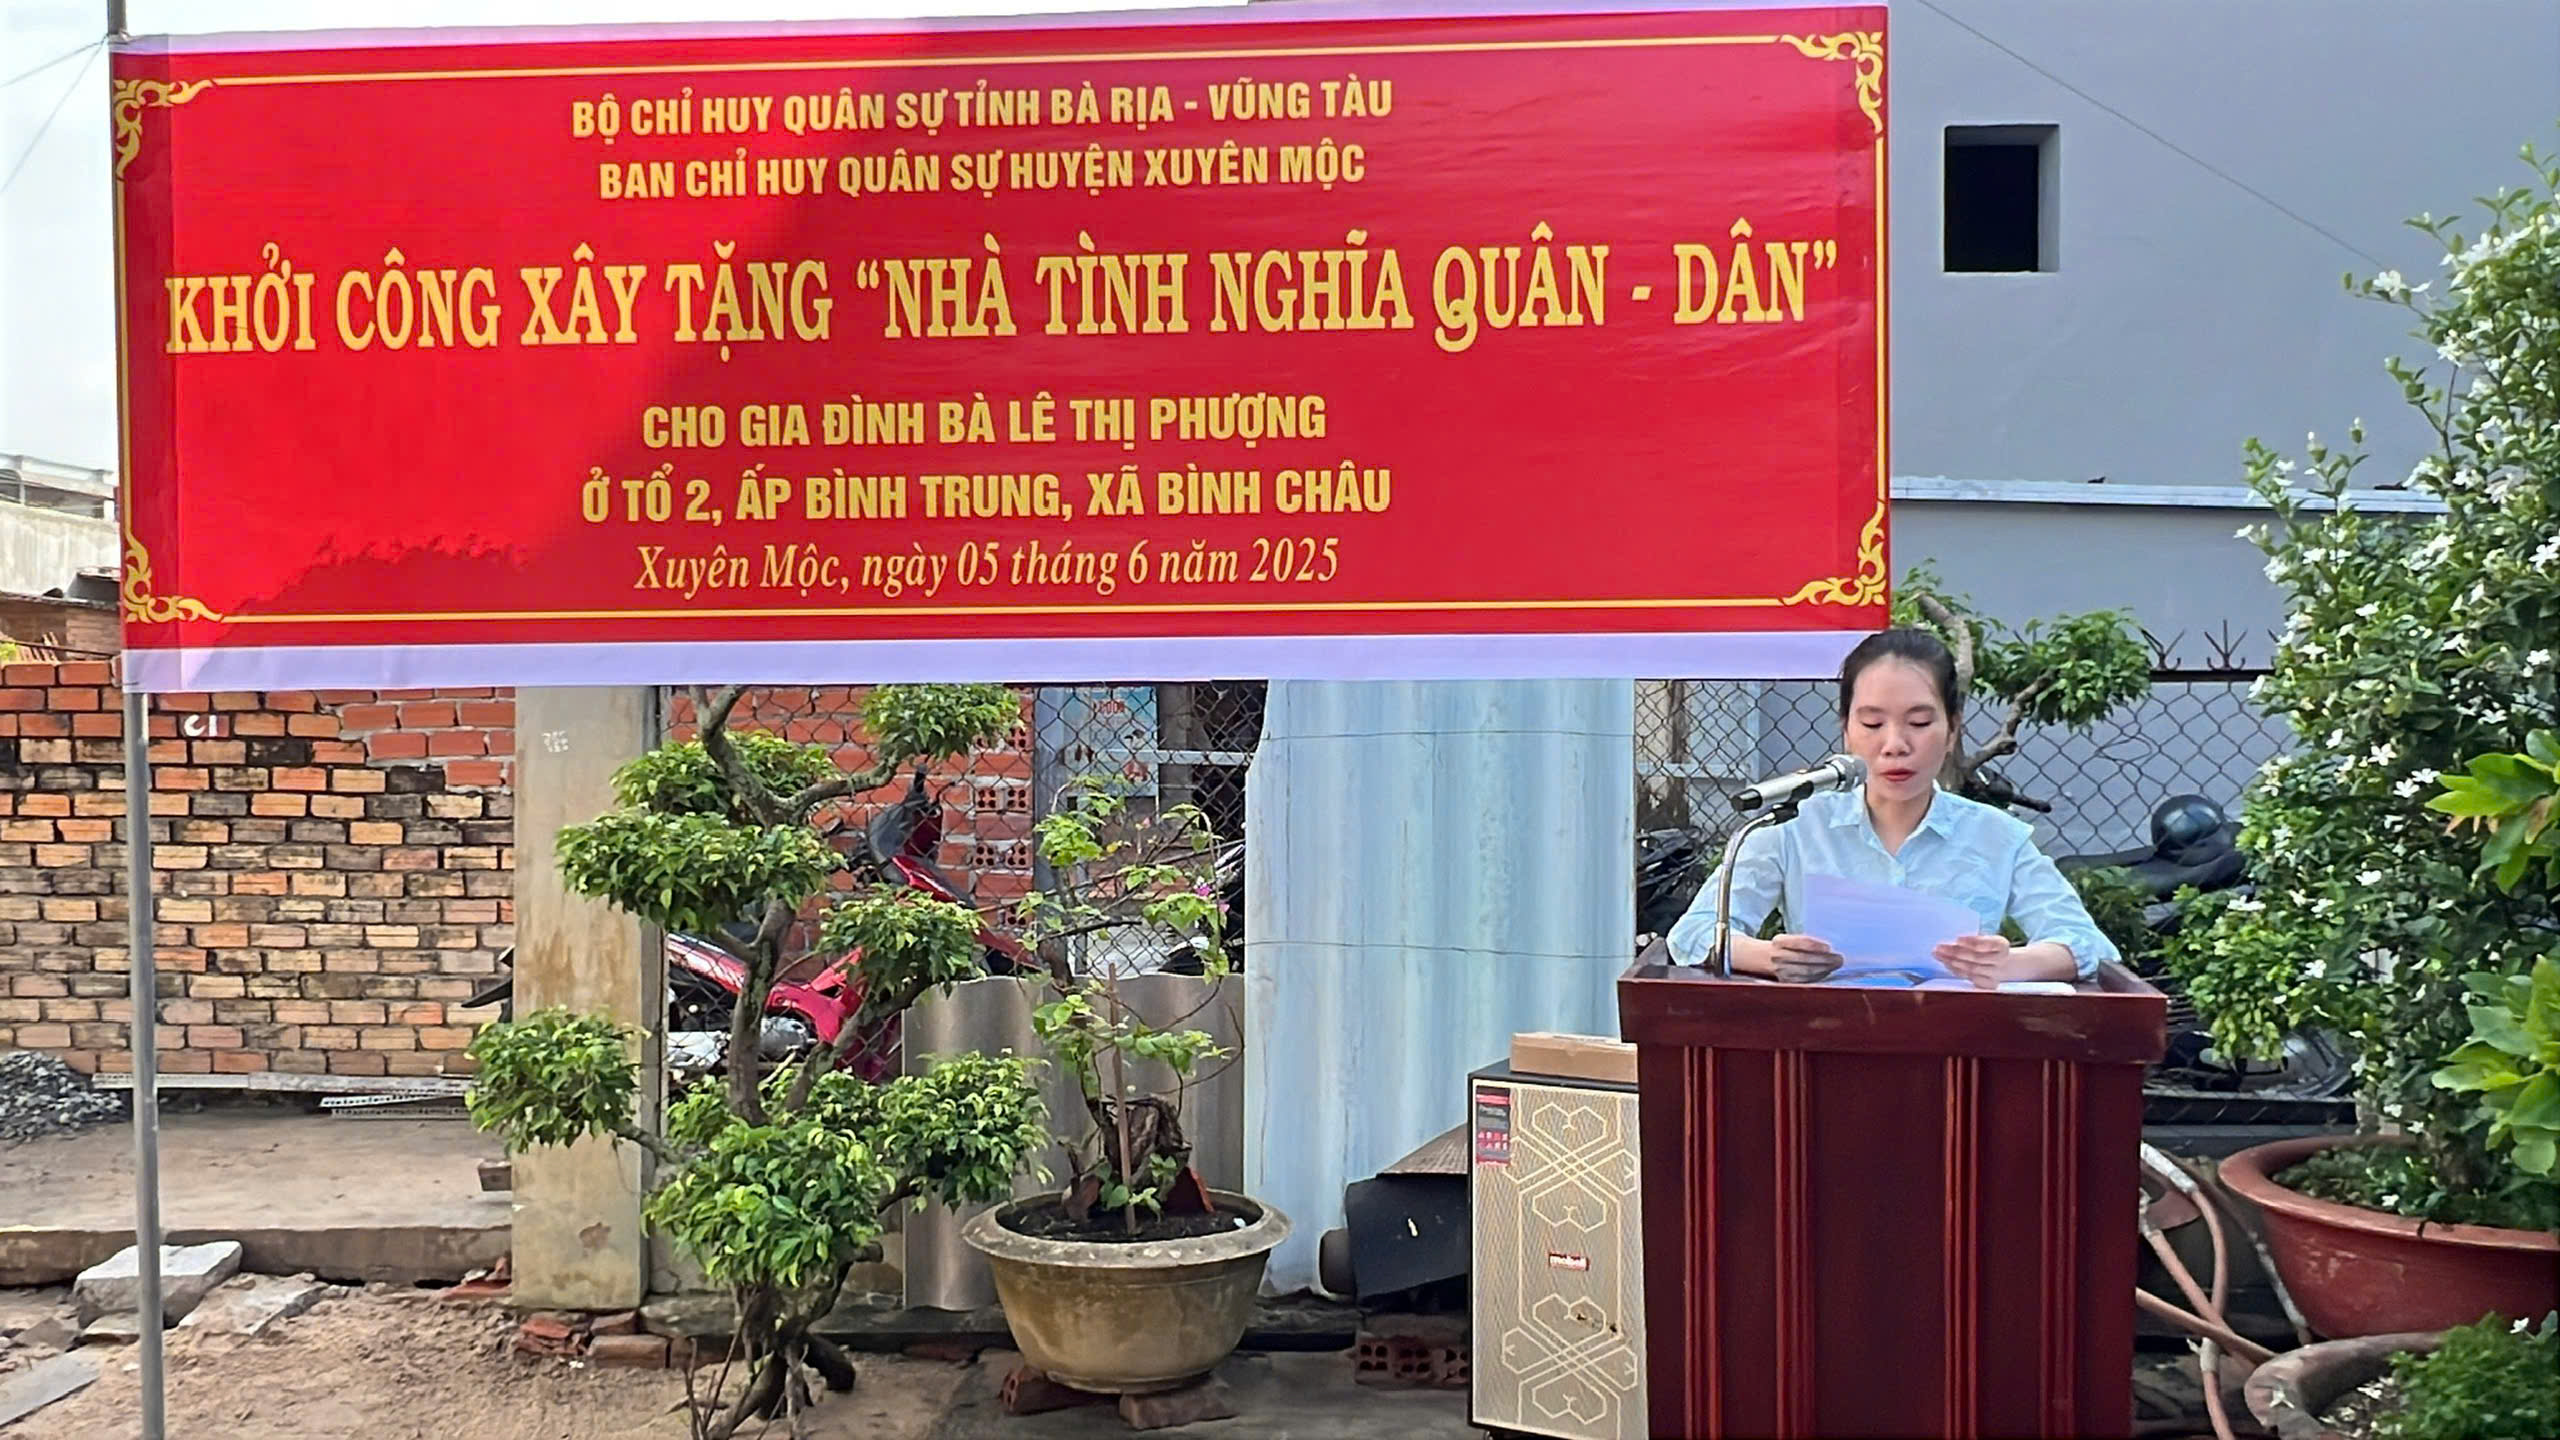 BỘ CHỈ HUY QUÂN SỰ TỈNH BÀ RỊA - VŨNG TÀU
BAN CHỈ HUY QUÂN SỰ HUYỆN XUYÊN MỘC
KHỞI CÔNG XÂY TẶNG “NHÀ TÌNH NGHĨA QUÂN - DÂN”
CHO GIA ĐÌNH BÀ LÊ THỊ PHƯỢNG
Ở TỔ 2, ẤP BÌNH TRUNG, XÃ BÌNH CHÂU
Xuyên Mộc, ngày 05 tháng 6 năm 2025